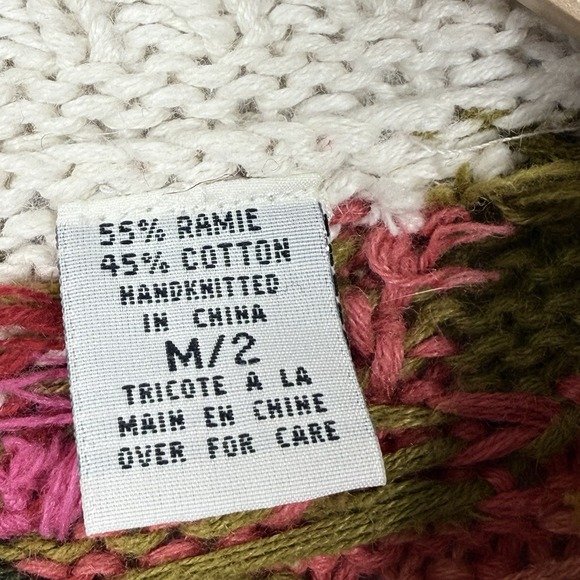 55% RAMIE
45% COTTON
HANDKNITTED
IN CHINA
M/2
TRICOTE A LA
MAIN EN CHINE
OVER FOR CARE